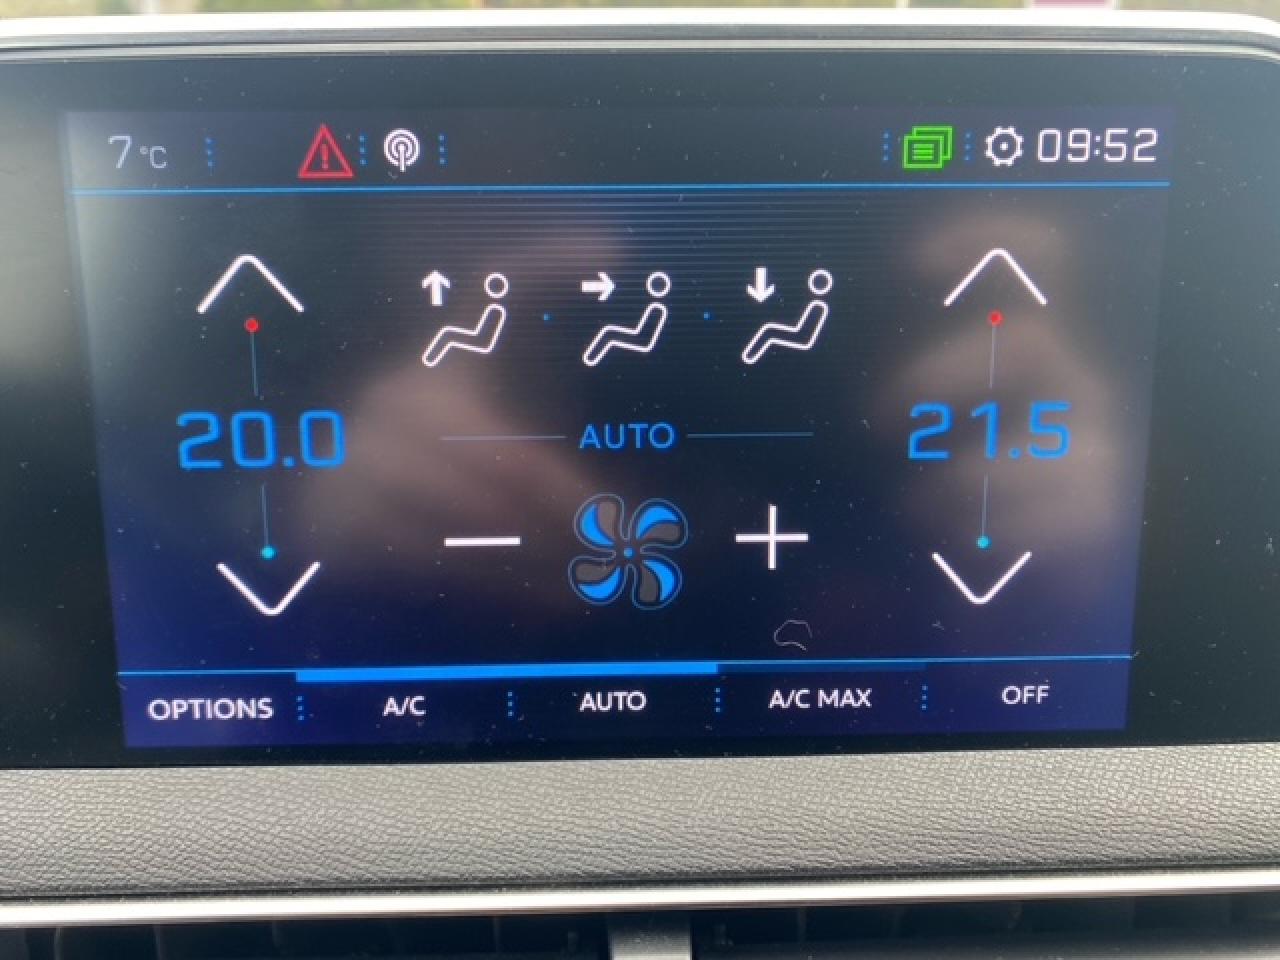 7 °C 09:52
20.0 AUTO 21.5
OPTIONS A/C AUTO A/C MAX OFF